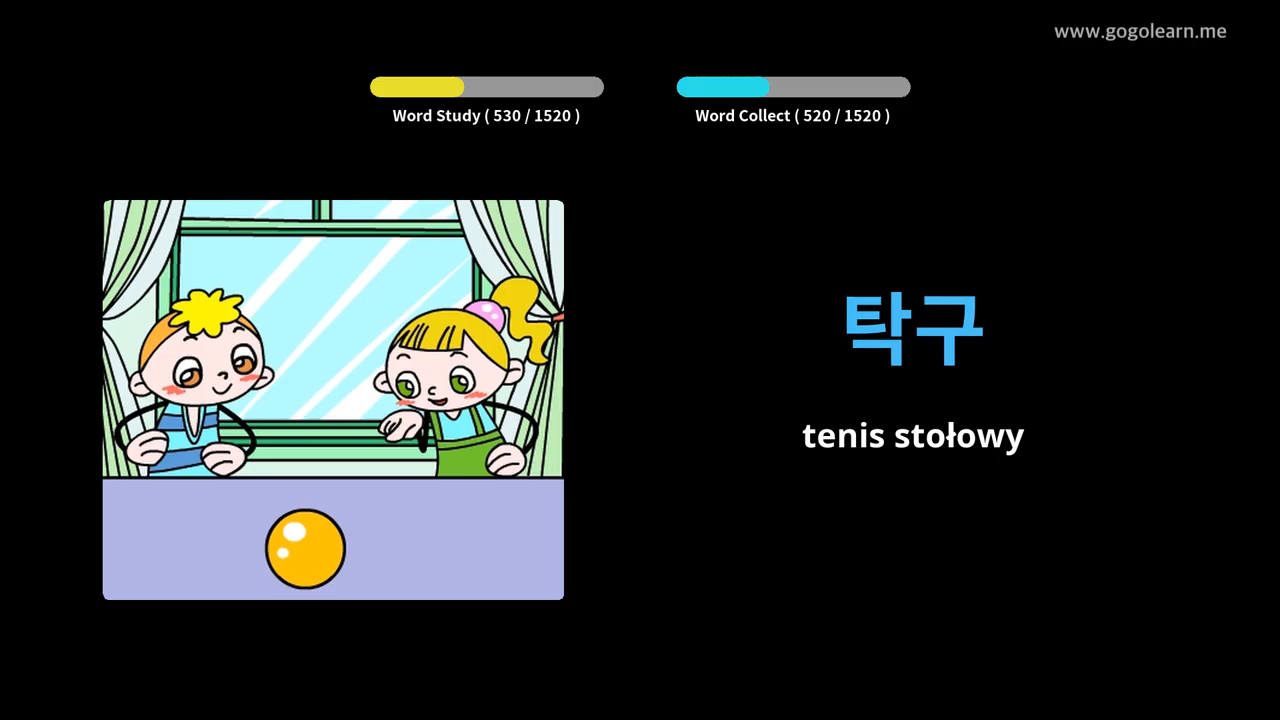 www.gogolearn.me
Word Study ( 530 / 1520 )
Word Collect ( 520 / 1520 )
탁구
tenis stołowy